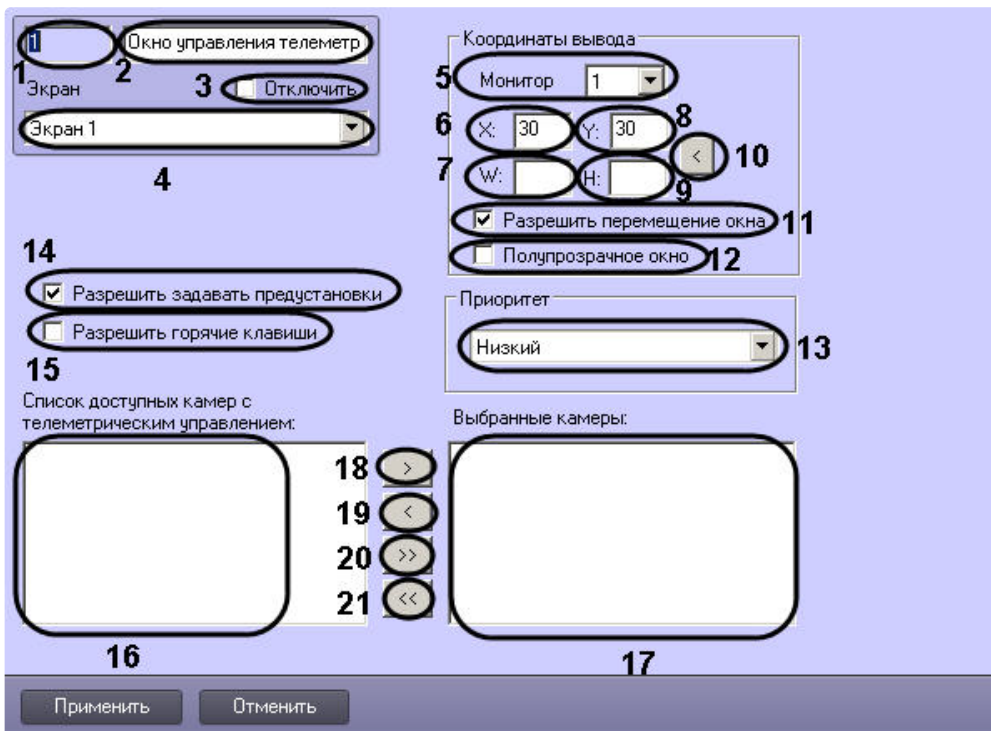 1 Окно управления телеметр
1 2
Экран 3 Отключить
Экран 1
4
Координаты вывода
5 Монитор 1
6 X: 30 Y: 30 8
7 W: H: 9
< 10
Разрешить перемещение окна 11
Полупрозрачное окно 12
14
Разрешить задавать предустановки
Разрешить горячие клавиши
15
Приоритет
Низкий 13
Список доступных камер с
телеметрическим управлением:
Выбранные камеры:
18 >
19 <
20 >>
21 <<
16
17
Применить Отменить